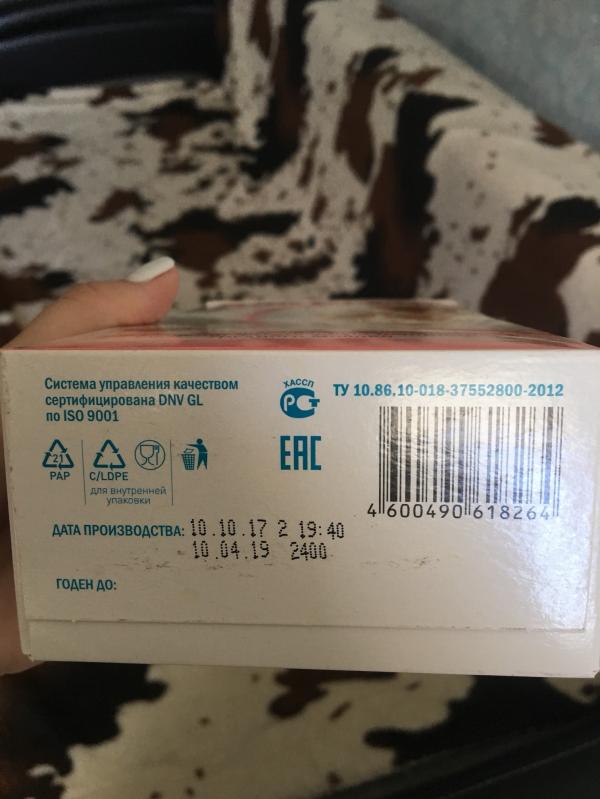 Система управления качеством
сертифицирована DNV GL
по ISO 9001
ХАССП
РСТ
ТУ 10.86.10-018-37552800-2012
EAC
21
PAP
C/LDPE
для внутренней
упаковки
4 600490 618264
ДАТА ПРОИЗВОДСТВА: 10.10.17 2 19:40
10.04.19 2400
ГОДЕН ДО: